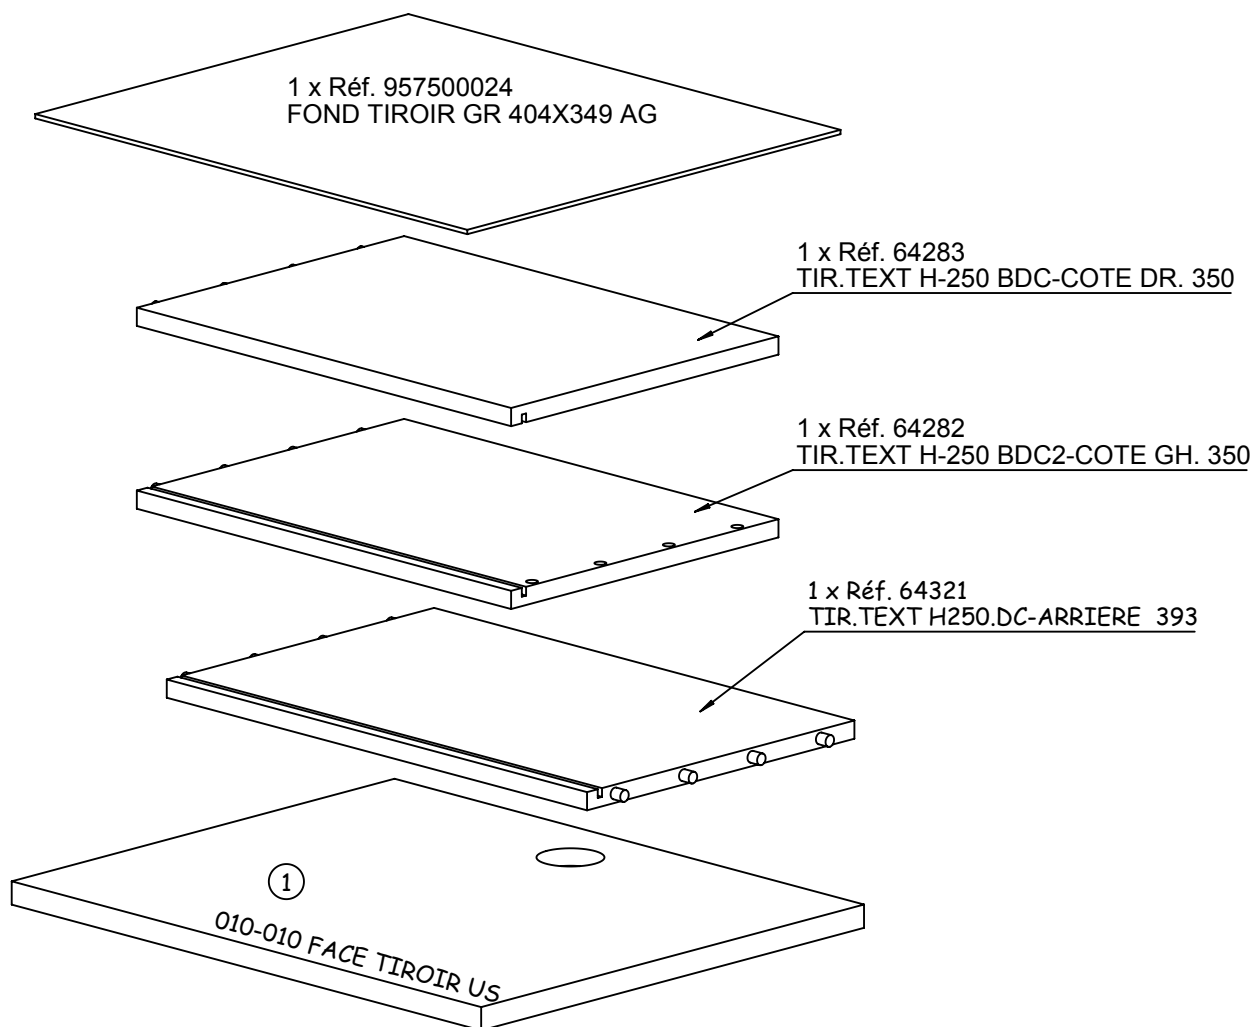 1 x Réf. 957500024
FOND TIROIR GR 404X349 AG
1 x Réf. 64283
TIR.TEXT H-250 BDC-COTE DR. 350
1 x Réf. 64282
TIR.TEXT H-250 BDC2-COTE GH. 350
1 x Réf. 64321
TIR.TEXT H250.DC-ARRIERE 393
1
010-010 FACE TIROIR US